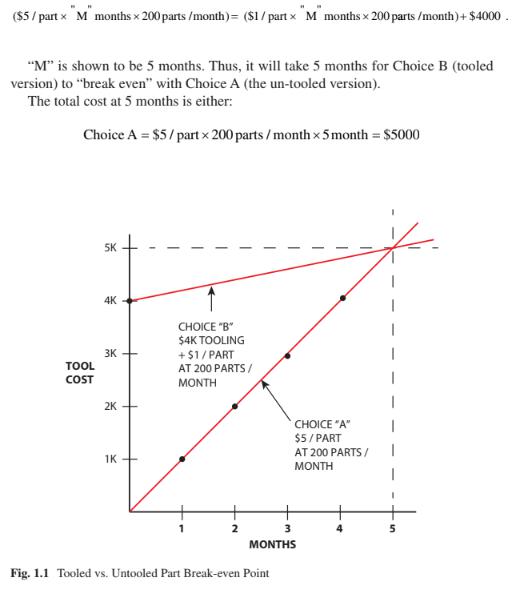 ($5 / part × "M" months × 200 parts / month) = ($1 / part × "M" months × 200 parts / month) + $4000 .
“M” is shown to be 5 months. Thus, it will take 5 months for Choice B (tooled
version) to “break even” with Choice A (the un-tooled version).
The total cost at 5 months is either:
Choice A = $5 / part × 200 parts / month × 5 month = $5000
5K
4K
3K
2K
1K
TOOL
COST
CHOICE “B”
$4K TOOLING
+ $1 / PART
AT 200 PARTS /
MONTH
CHOICE “A”
$5 / PART
AT 200 PARTS /
MONTH
1 2 3 4 5
MONTHS
Fig. 1.1 Tooled vs. Untooled Part Break-even Point